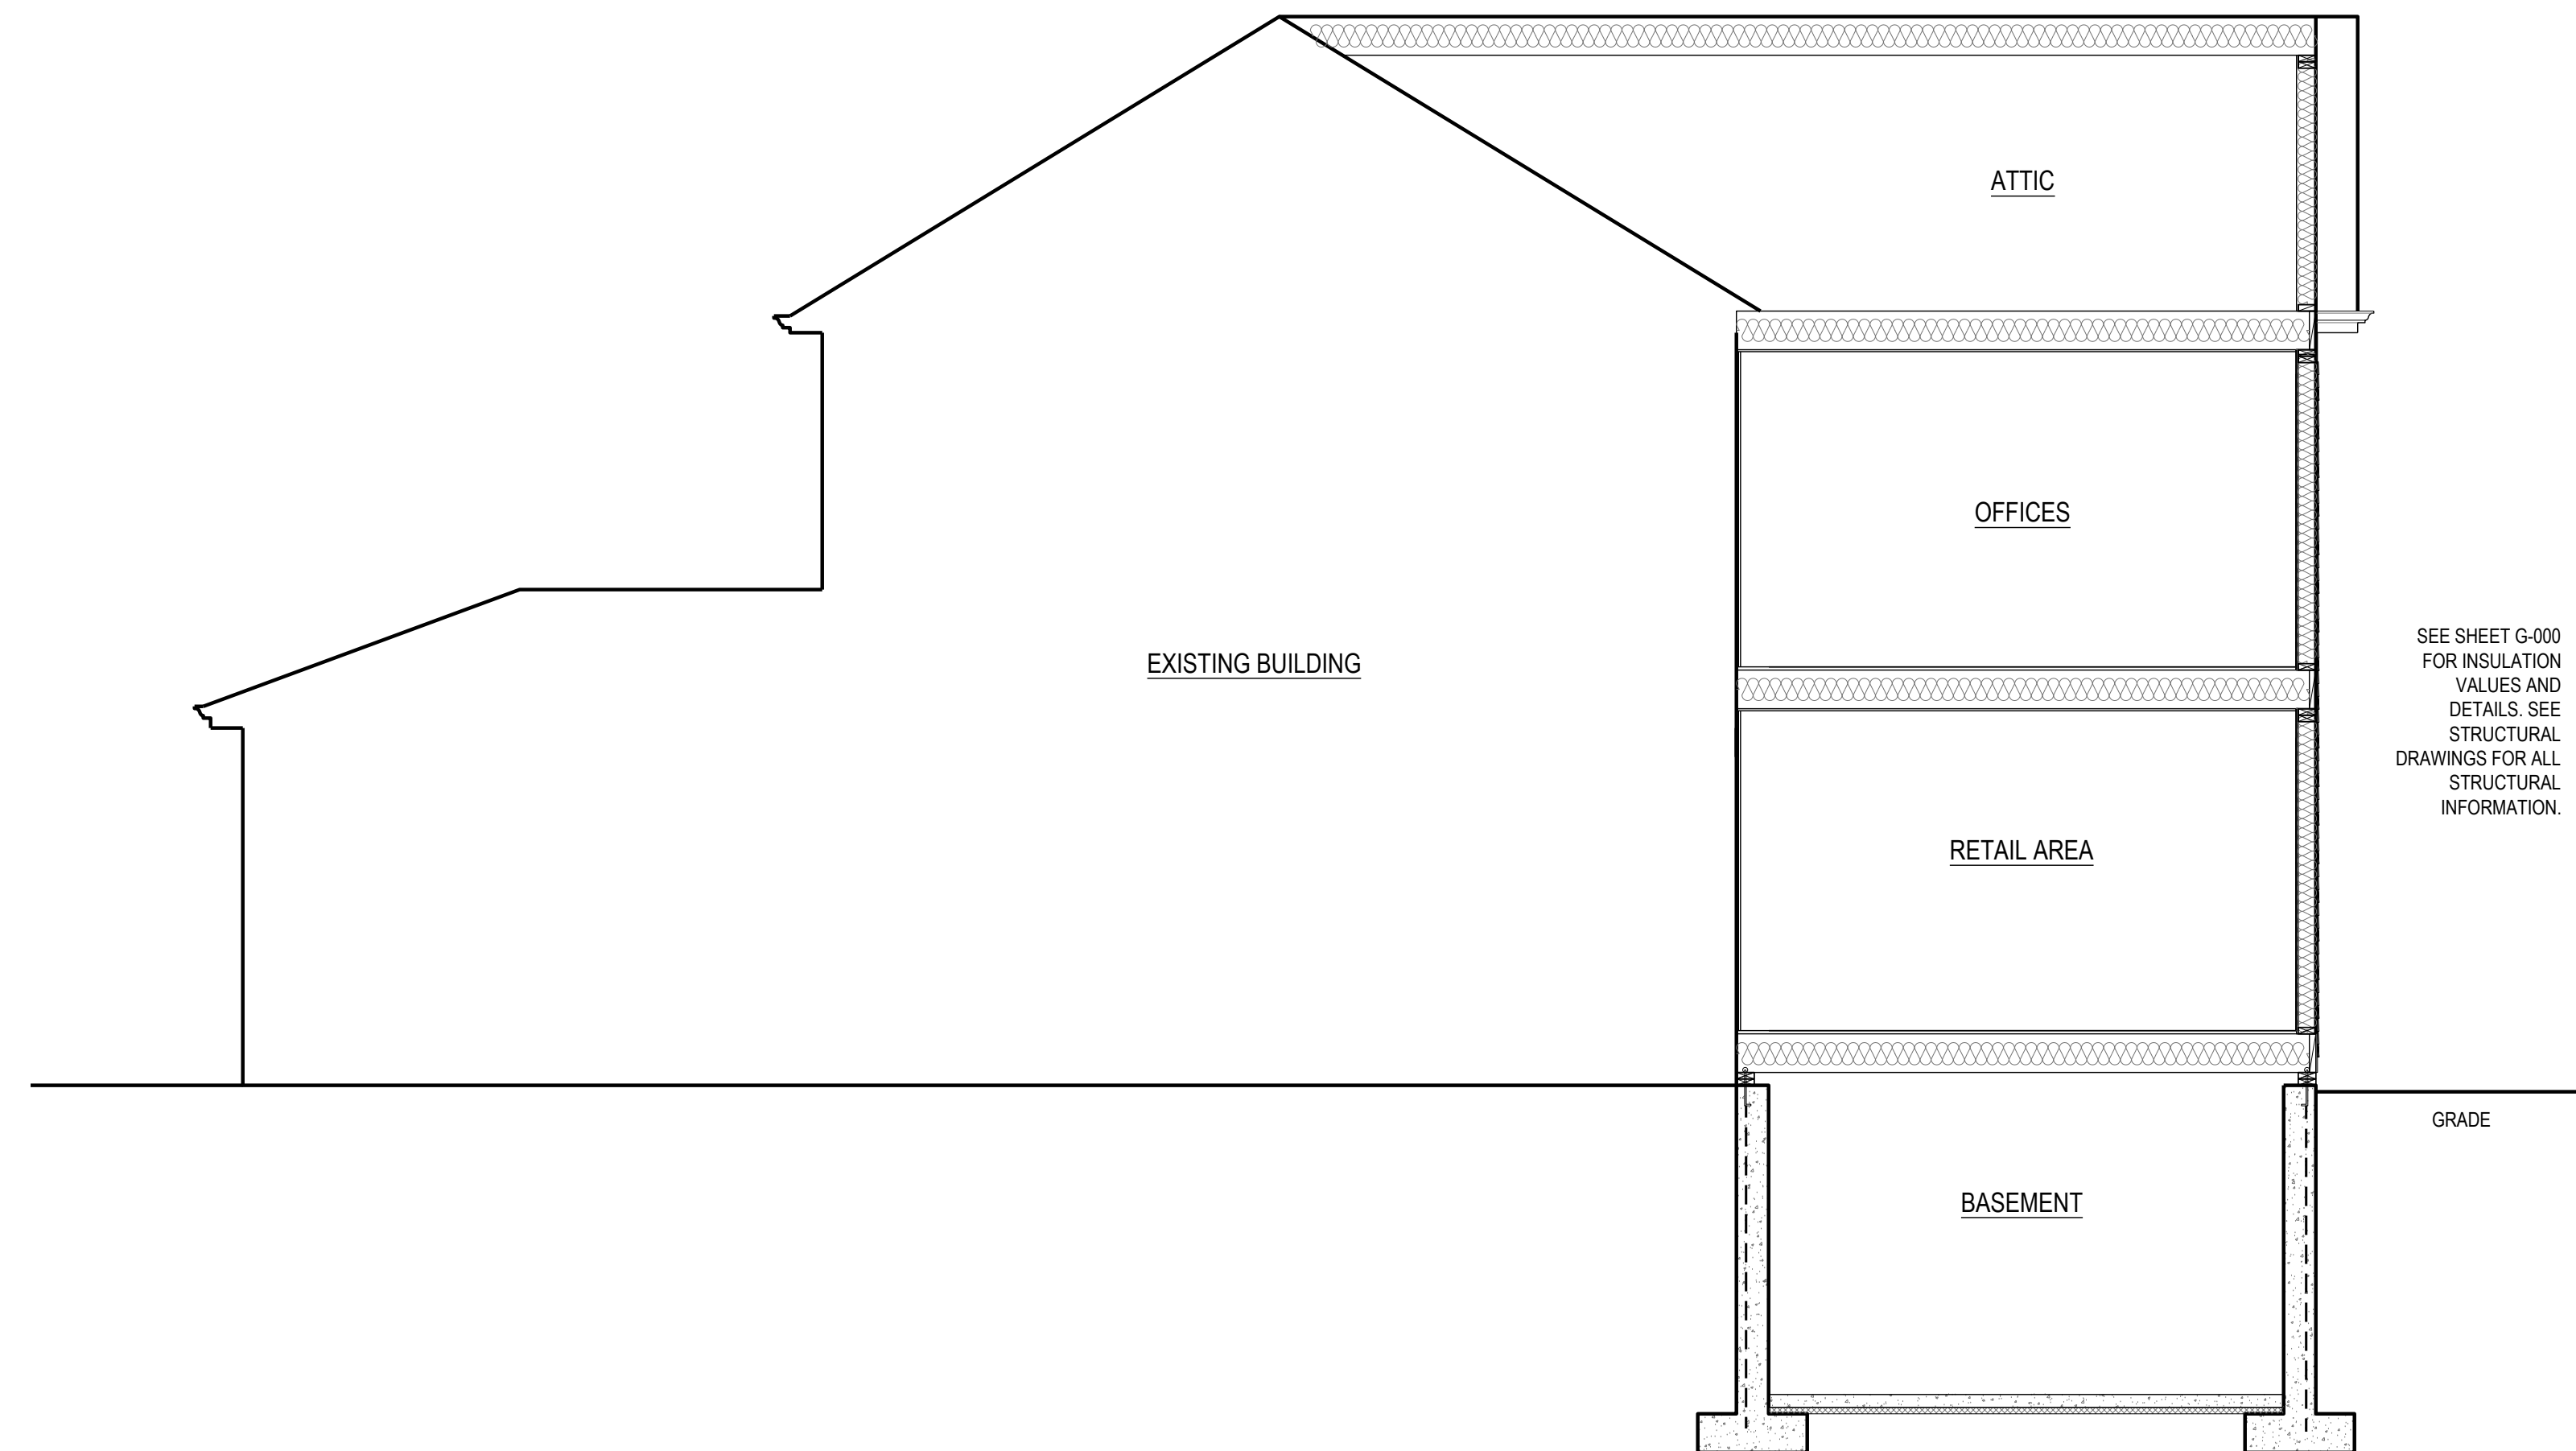 ATTIC
OFFICES
EXISTING BUILDING
SEE SHEET G-000
FOR INSULATION
VALUES AND
DETAILS. SEE
STRUCTURAL
DRAWINGS FOR ALL
STRUCTURAL
INFORMATION.
RETAIL AREA
GRADE
BASEMENT